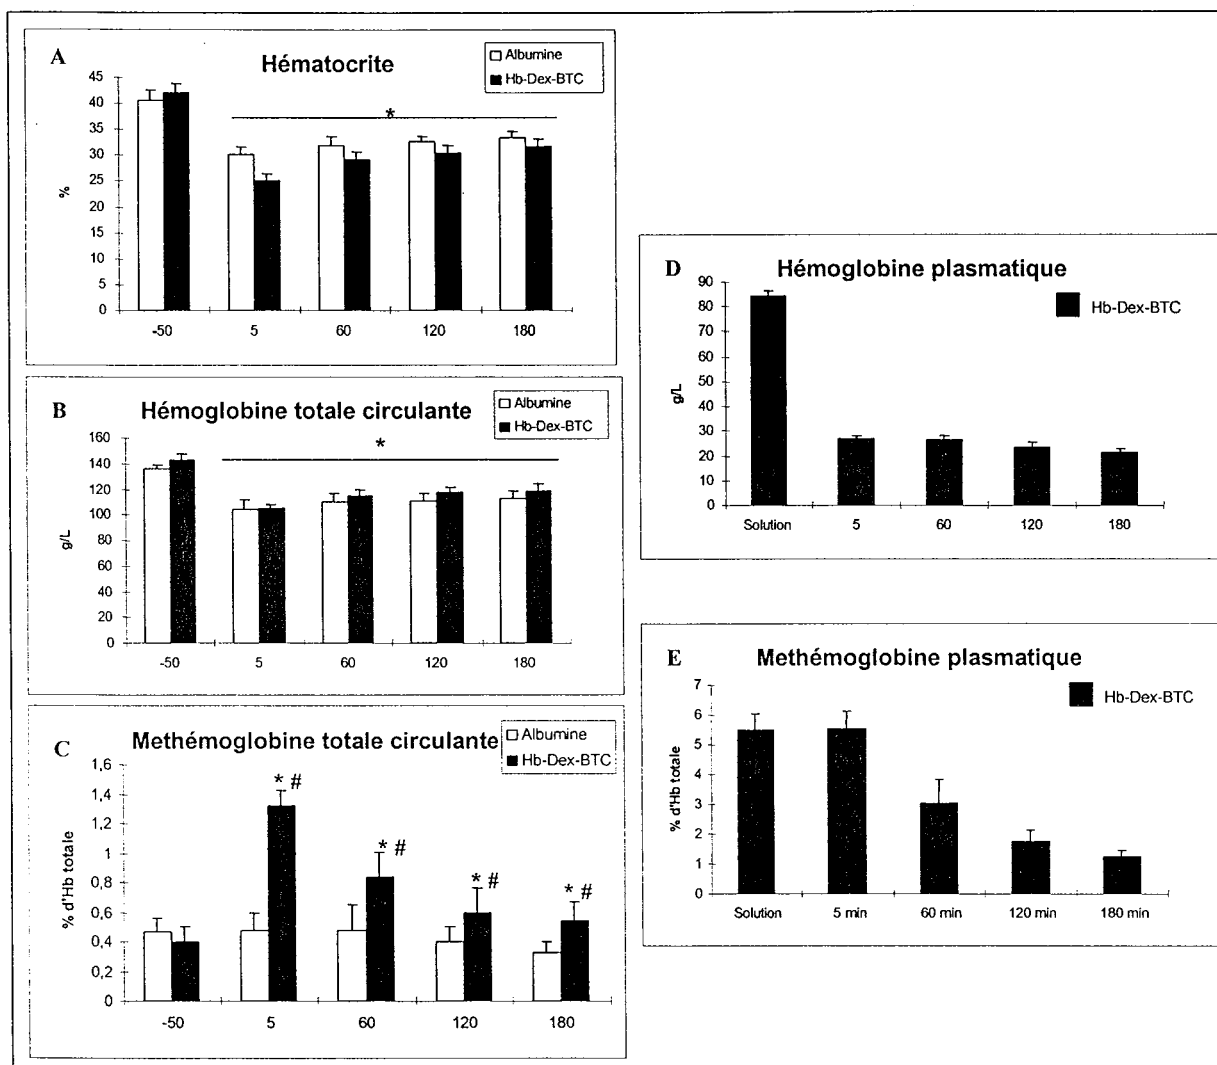 A
Hématocrite
Albumine
Hb-Dex-BTC
*
45
40
35
30
25
20
15
10
5
0
%
-50 5 60 120 180
B
Hémoglobine totale circulante
Albumine
Hb-Dex-BTC
*
160
140
120
100
80
60
40
20
0
g/L
-50 5 60 120 180
C
Methémoglobine totale circulante
Albumine
Hb-Dex-BTC
1,6
1,4
1,2
1
0,8
0,6
0,4
0,2
0
% d'Hb totale
* #
* #
* #
* #
-50 5 60 120 180
D
Hémoglobine plasmatique
Hb-Dex-BTC
90
80
70
60
50
40
30
20
10
0
g/L
Solution 5 60 120 180
E
Methémoglobine plasmatique
Hb-Dex-BTC
7
6
5
4
3
2
1
0
% d'Hb totale
Solution 5 min 60 min 120 min 180 min